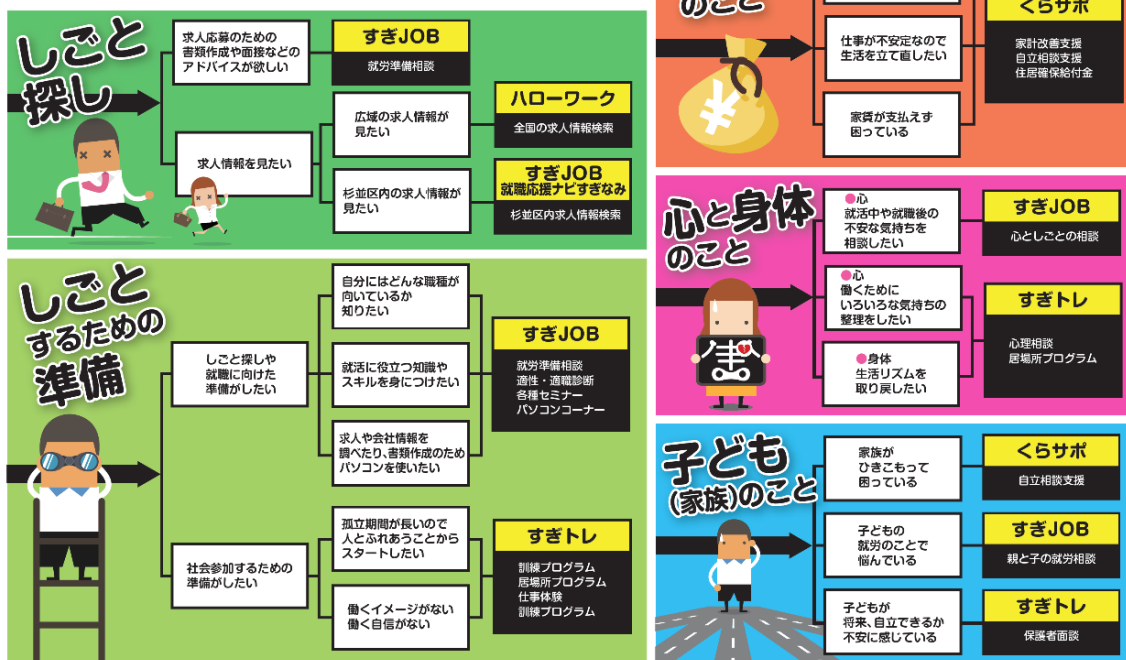 しごと
探し
求人応募のための
書類作成や面接などの
アドバイスが欲しい
すぎJOB
就労準備相談
求人情報を見たい
広域の求人情報が
見たい
ハローワーク
全国の求人情報検索
杉並区内の求人情報が
見たい
すぎJOB
就職応援ナビすぎなみ
杉並区内求人情報検索
しごと
するための
準備
しごと探しや
就職に向けた
準備がしたい
自分にはどんな職種が
向いているか
知りたい
就活に役立つ知識や
スキルを身につけたい
求人や会社情報を
調べたり、書類作成のため
パソコンを使いたい
すぎJOB
就労準備相談
適性・適職診断
各種セミナー
パソコンコーナー
社会参加するための
準備がしたい
孤立期間が長いので
人とふれあうことから
スタートしたい
働くイメージがない
働く自信がない
すぎトレ
訓練プログラム
居場所プログラム
仕事体験
訓練プログラム
のこと
¥
仕事が不安定なので
生活を立て直したい
家賃が支払えず
困っている
くらサポ
家計改善支援
自立相談支援
住居確保給付金
心と身体
のこと
●心
就活中や就職後の
不安な気持ちを
相談したい
すぎJOB
心としごとの相談
●心
働くために
いろいろな気持ちの
整理をしたい
●身体
生活リズムを
取り戻したい
すぎトレ
心理相談
居場所プログラム
子ども
(家族)のこと
家族が
ひきこもって
困っている
くらサポ
自立相談支援
子どもの
就労のことで
悩んでいる
すぎJOB
親と子の就労相談
子どもが
将来、自立できるか
不安に感じている
すぎトレ
保護者面談